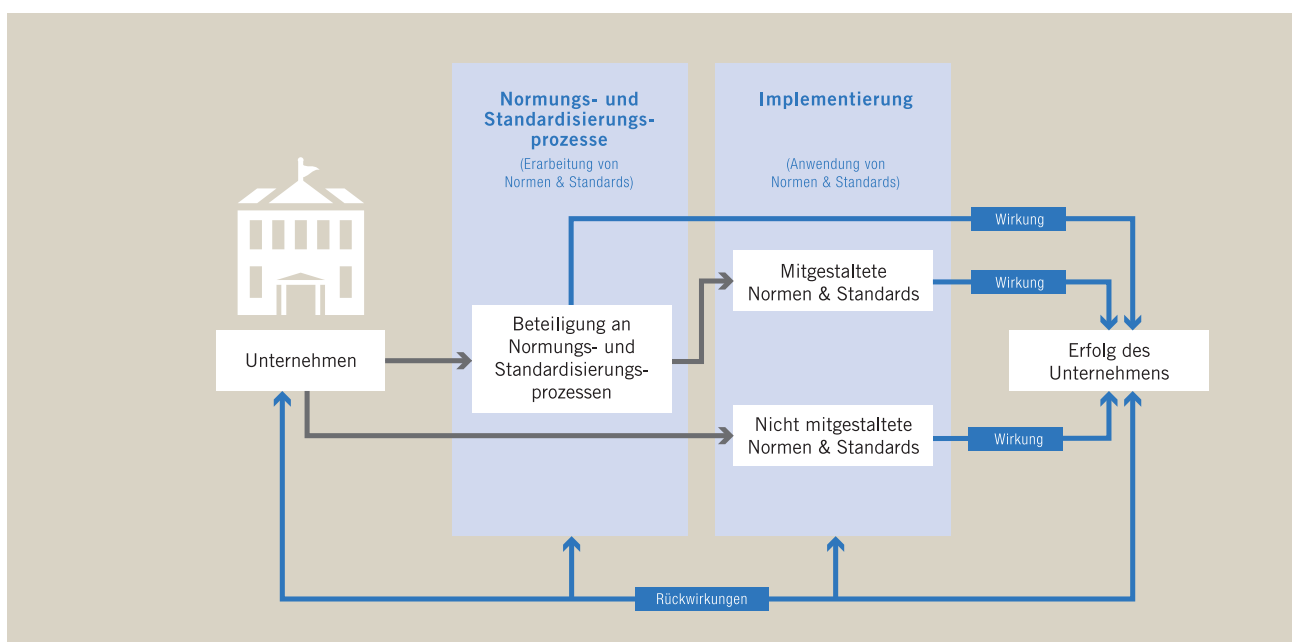 Normungs- und
Standardisierungs-
prozesse
(Erarbeitung von
Normen & Standards)
Implementierung
(Anwendung von
Normen & Standards)
Wirkung
Mitgestaltete
Normen & Standards
Wirkung
Unternehmen
Beteiligung an
Normungs- und
Standardisierungs-
prozessen
Erfolg des
Unternehmens
Nicht mitgestaltete
Normen & Standards
Wirkung
Rückwirkungen